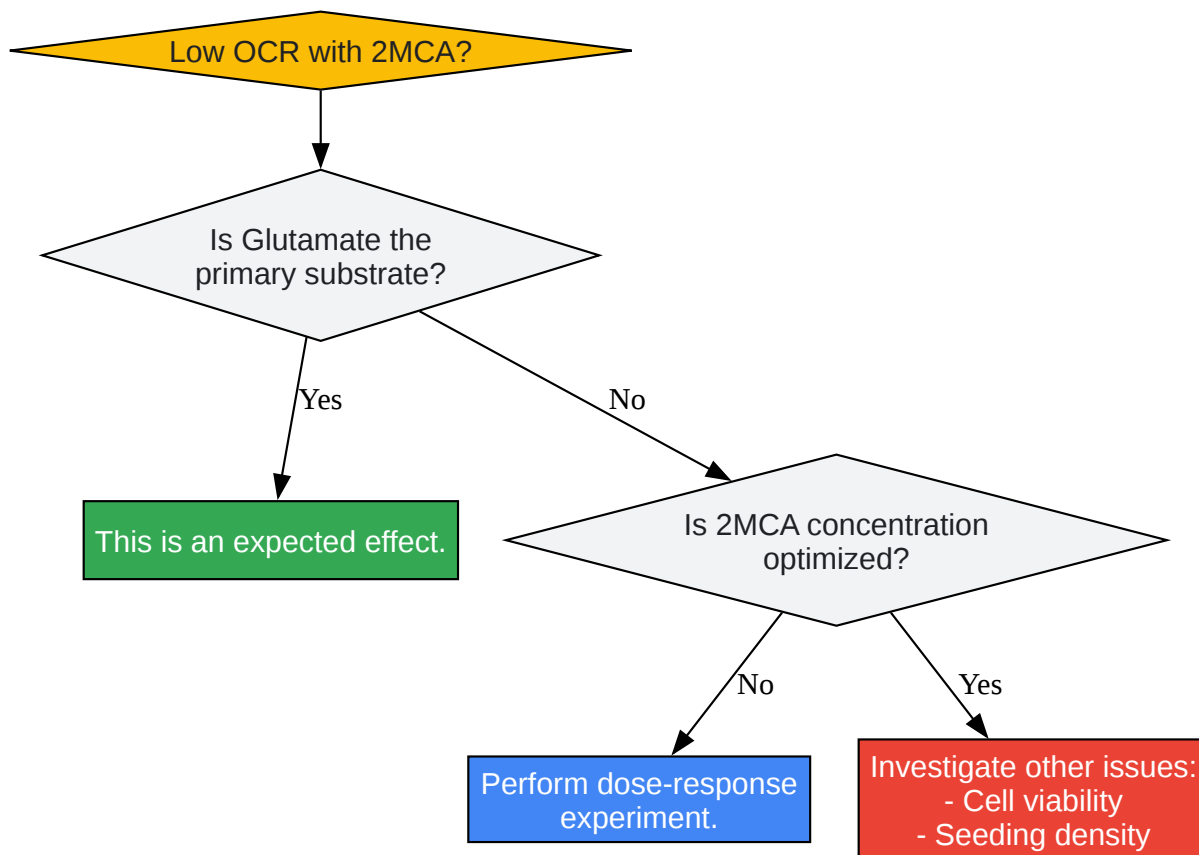 Low OCR with 2MCA?
Is Glutamate the
primary substrate?
Yes
No
This is an expected effect.
Is 2MCA concentration
optimized?
No
Yes
Perform dose-response
experiment.
Investigate other issues:
- Cell viability
- Seeding density